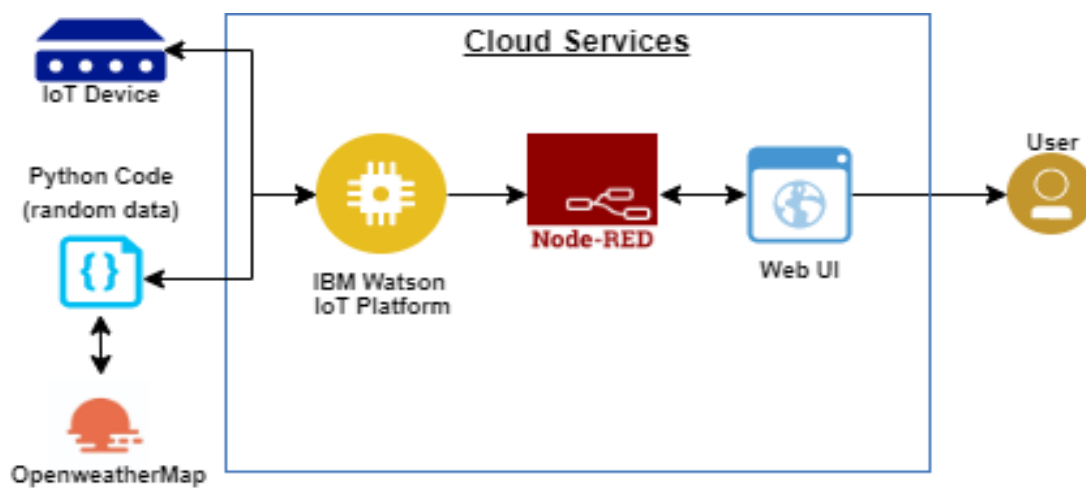 Cloud Services
IoT Device
Python Code
(random data)
{}
OpenweatherMap
IBM Watson
IoT Platform
Node-RED
Web UI
User